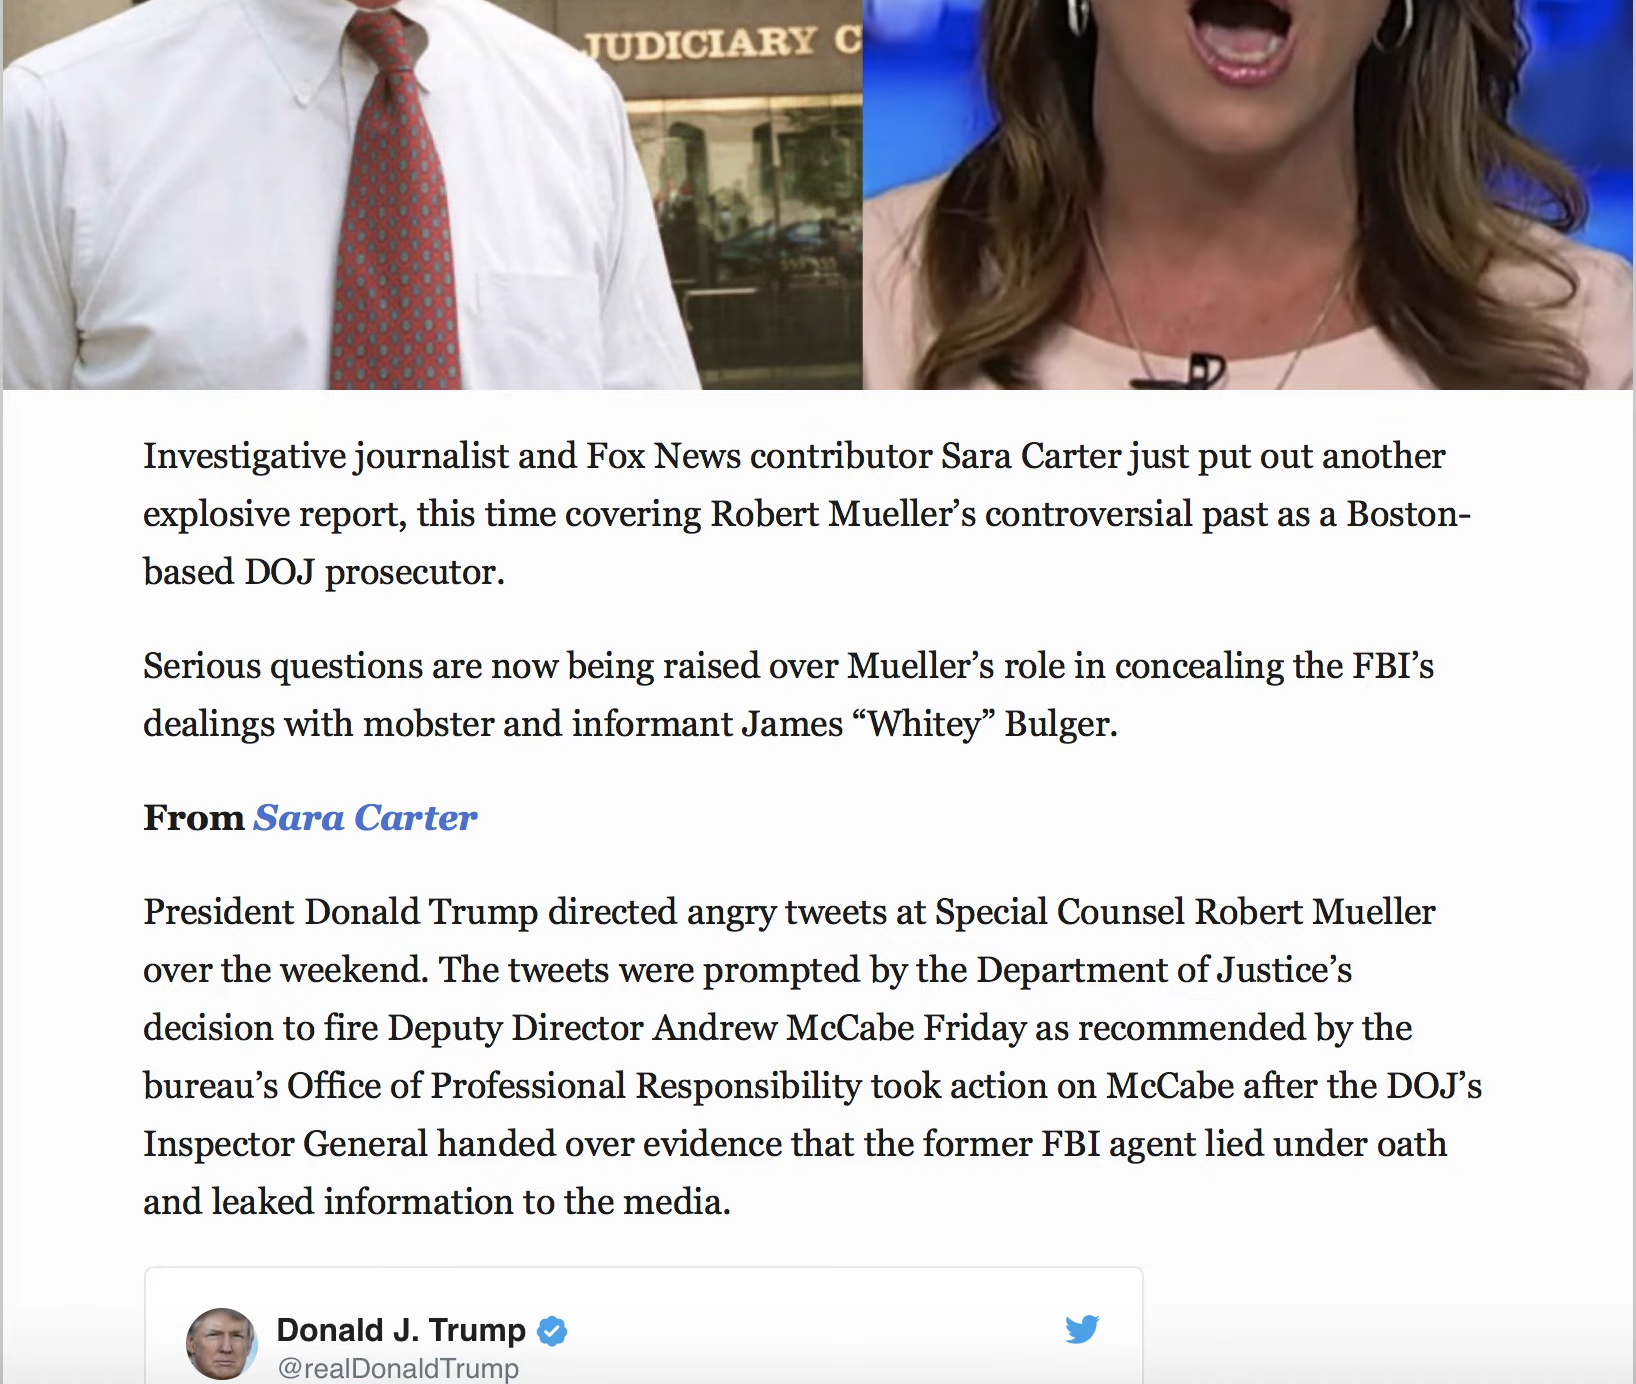 JUDICIARY C
Investigative journalist and Fox News contributor Sara Carter just put out another
explosive report, this time covering Robert Mueller’s controversial past as a Boston-
based DOJ prosecutor.
Serious questions are now being raised over Mueller’s role in concealing the FBI’s
dealings with mobster and informant James “Whitey” Bulger.
From Sara Carter
President Donald Trump directed angry tweets at Special Counsel Robert Mueller
over the weekend. The tweets were prompted by the Department of Justice’s
decision to fire Deputy Director Andrew McCabe Friday as recommended by the
bureau’s Office of Professional Responsibility took action on McCabe after the DOJ’s
Inspector General handed over evidence that the former FBI agent lied under oath
and leaked information to the media.
Donald J. Trump
@realDonaldTrump